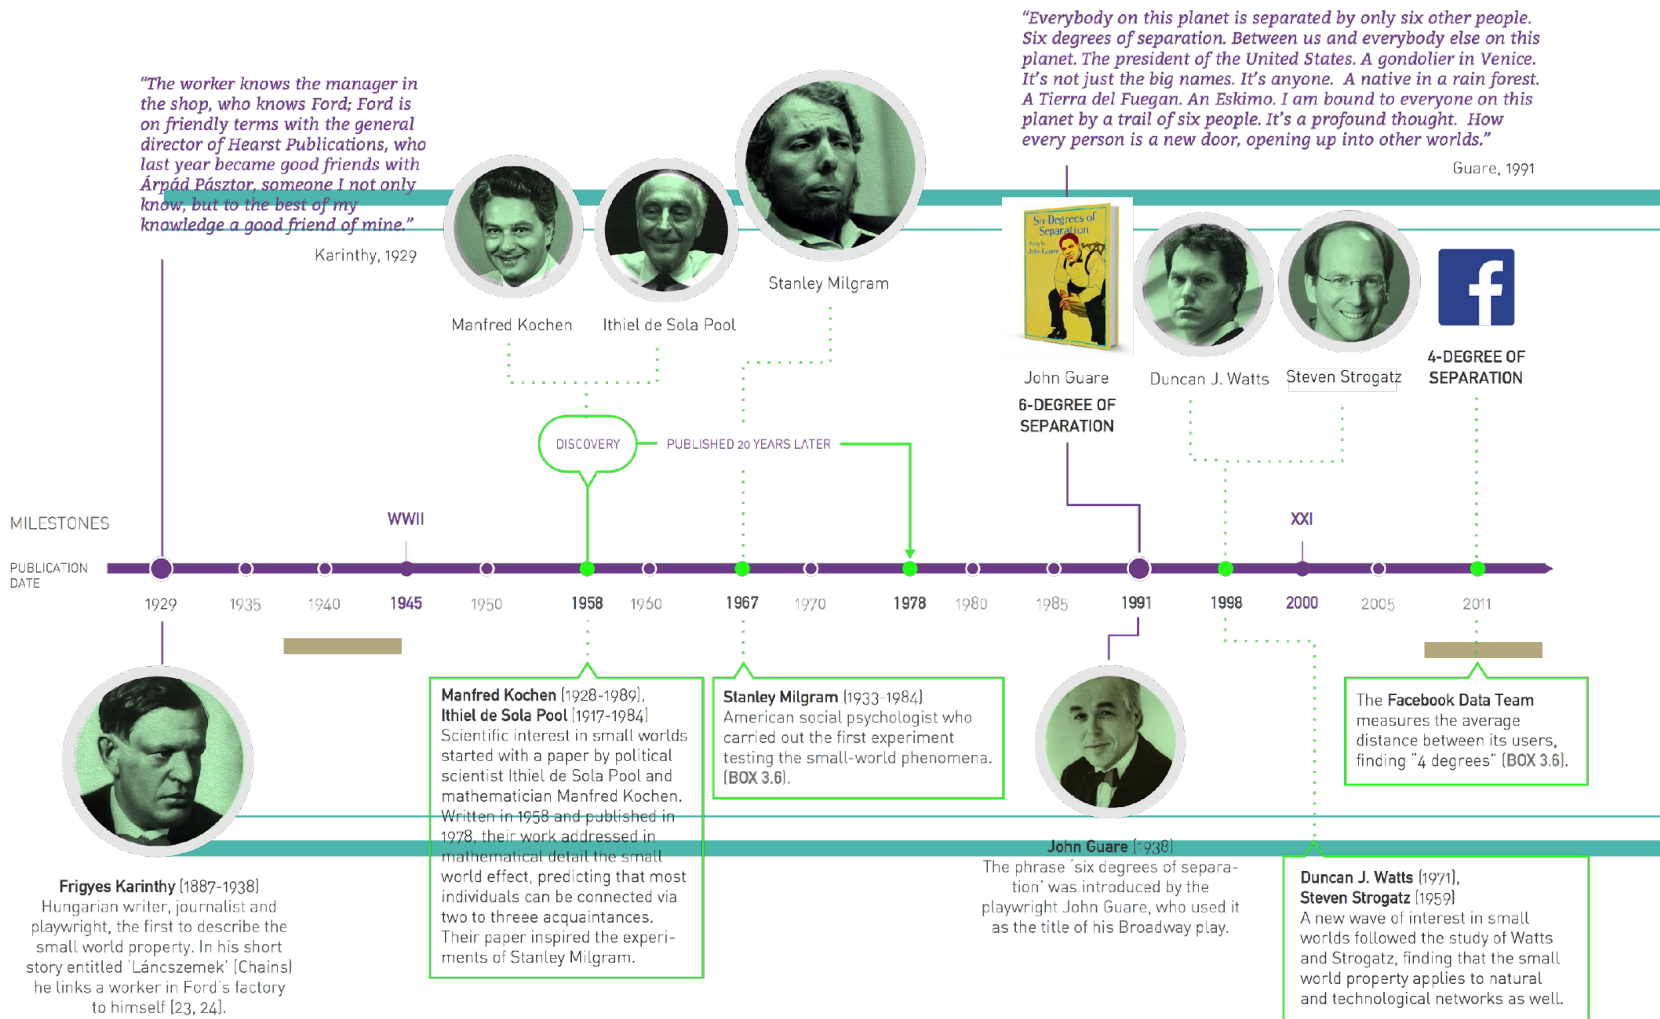 “Everybody on this planet is separated by only six other people.
Six degrees of separation. Between us and everybody else on this
planet. The president of the United States. A gondolier in Venice.
It’s not just the big names. It’s anyone. A native in a rain forest.
A Tierra del Fuegan. An Eskimo. I am bound to everyone on this
planet by a trail of six people. It’s a profound thought. How
every person is a new door, opening up into other worlds.”
Guare, 1991
“The worker knows the manager in
the shop, who knows Ford; Ford is
on friendly terms with the general
director of Hearst Publications, who
last year became good friends with
Árpád Pásztor, someone I not only
know, but to the best of my
knowledge a good friend of mine.”
Karinthy, 1929
Manfred Kochen
Ithiel de Sola Pool
Stanley Milgram
Six Degrees of
Separation
John Guare
John Guare
6-DEGREE OF
SEPARATION
Duncan J. Watts
Steven Strogatz
f
4-DEGREE OF
SEPARATION
DISCOVERY
PUBLISHED 20 YEARS LATER
MILESTONES
WWII
XXI
PUBLICATION
DATE
1929 1935 1940 1945 1950 1958 1960 1967 1970 1978 1980 1985 1991 1998 2000 2005 2011
Frigyes Karinthy (1887-1938)
Hungarian writer, journalist and
playwright, the first to describe the
small world property. In his short
story entitled ‘Láncszemek’ (Chains)
he links a worker in Ford’s factory
to himself [23, 24].
Manfred Kochen (1928-1989),
Ithiel de Sola Pool (1917-1984)
Scientific interest in small worlds
started with a paper by political
scientist Ithiel de Sola Pool and
mathematician Manfred Kochen.
Written in 1958 and published in
1978, their work addressed in
mathematical detail the small
world effect, predicting that most
individuals can be connected via
two to threee acquaintances.
Their paper inspired the experi-
ments of Stanley Milgram.
Stanley Milgram (1933-1984)
American social psychologist who
carried out the first experiment
testing the small-world phenomena.
(BOX 3.6).
John Guare (1938)
The phrase ‘six degrees of separa-
tion’ was introduced by the
playwright John Guare, who used it
as the title of his Broadway play.
Duncan J. Watts (1971),
Steven Strogatz (1959)
A new wave of interest in small
worlds followed the study of Watts
and Strogatz, finding that the small
world property applies to natural
and technological networks as well.
The Facebook Data Team
measures the average
distance between its users,
finding “4 degrees” (BOX 3.6).